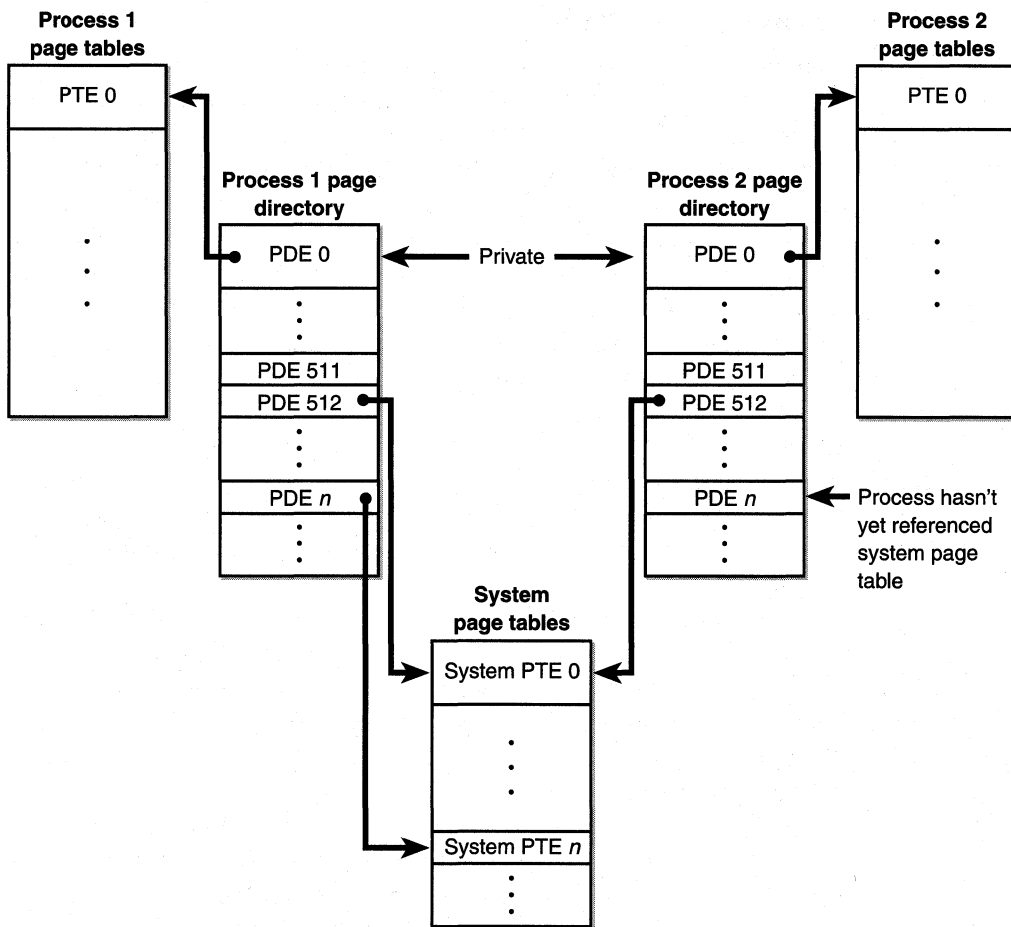 Process 1
page tables
PTE 0
Process 2
page tables
PTE 0
Process 1 page
directory
PDE 0
PDE 511
PDE 512
PDE n
Private
Process 2 page
directory
PDE 0
PDE 511
PDE 512
PDE n
Process hasn't
yet referenced
system page
table
System
page tables
System PTE 0
System PTE n